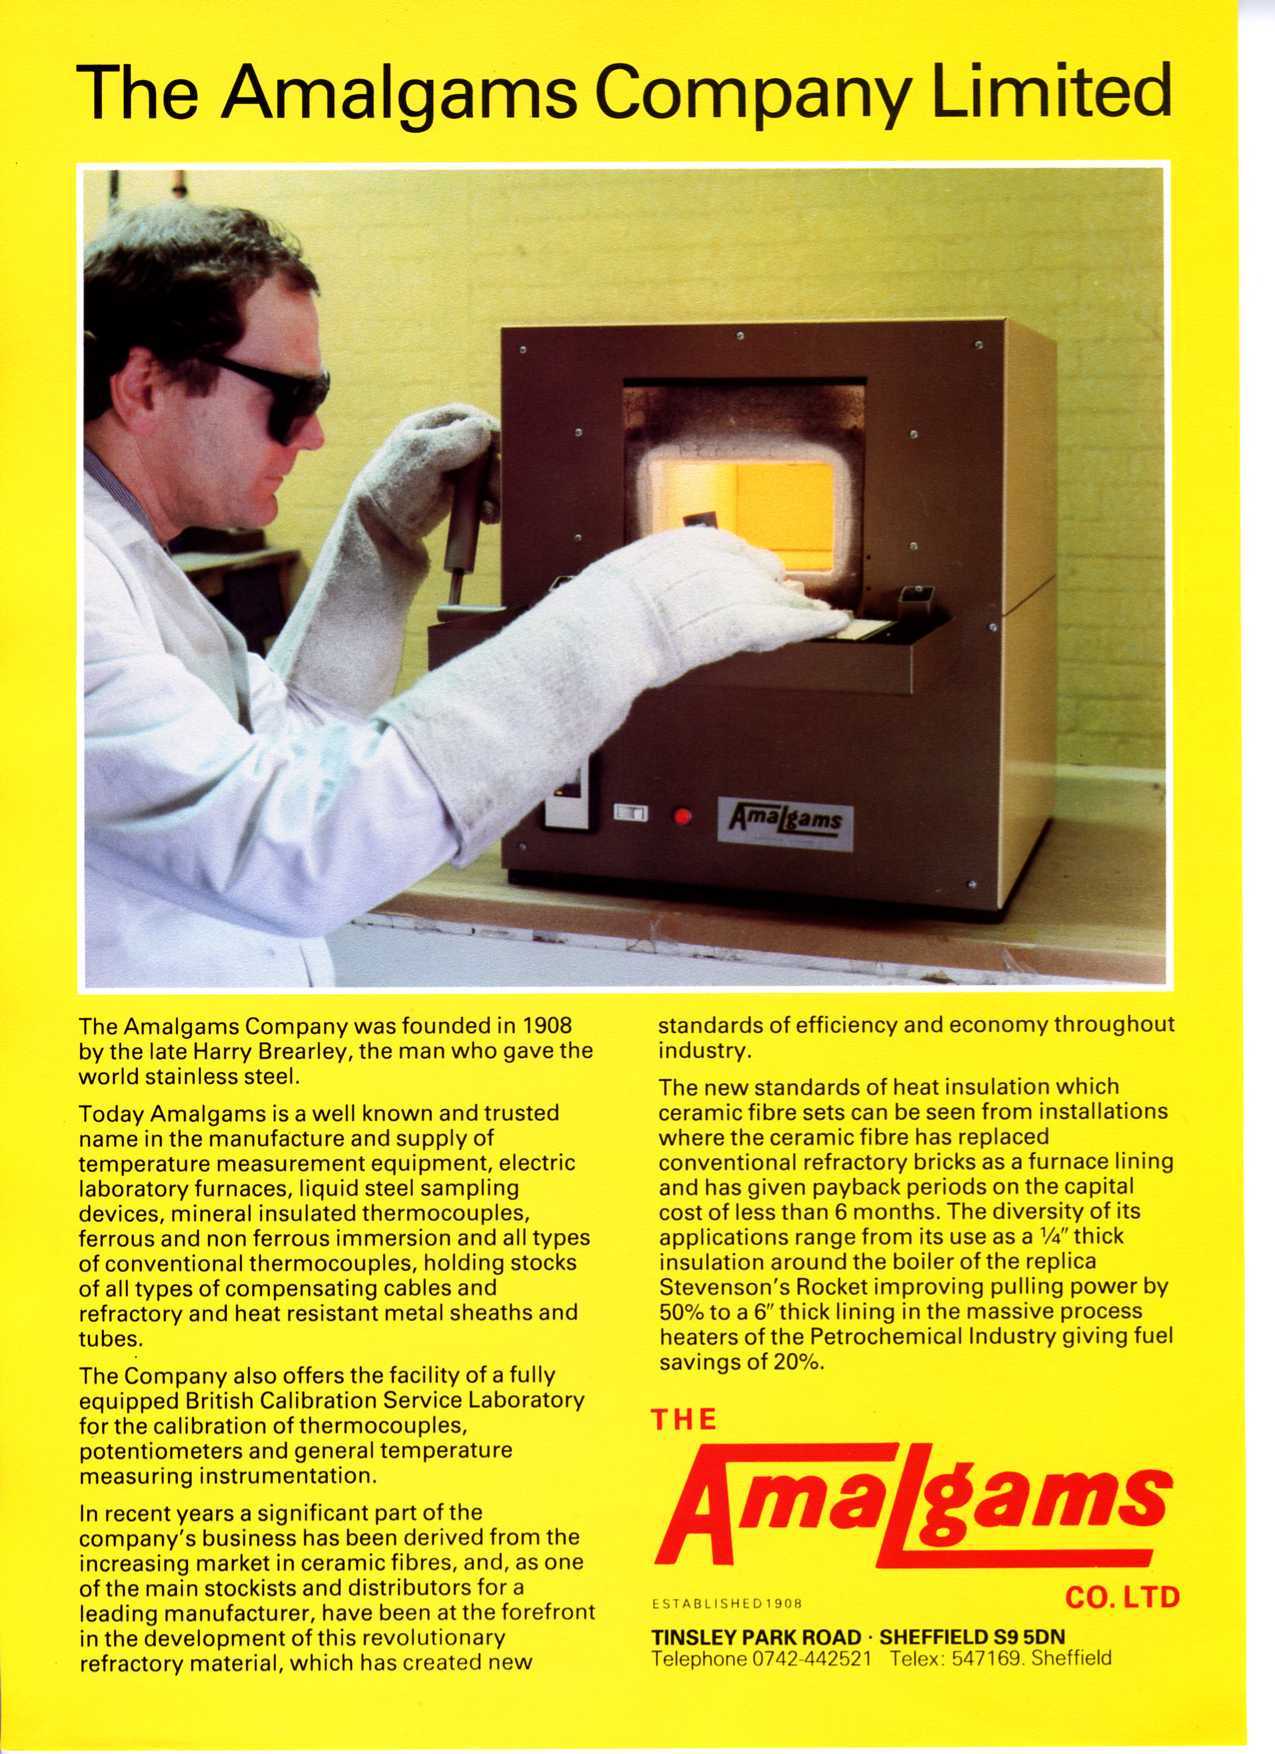 The Amalgams Company Limited
Amalgams
The Amalgams Company was founded in 1908
by the late Harry Brearley, the man who gave the
world stainless steel.
Today Amalgams is a well known and trusted
name in the manufacture and supply of
temperature measurement equipment, electric
laboratory furnaces, liquid steel sampling
devices, mineral insulated thermocouples,
ferrous and non ferrous immersion and all types
of conventional thermocouples, holding stocks
of all types of compensating cables and
refractory and heat resistant metal sheaths and
tubes.
The Company also offers the facility of a fully
equipped British Calibration Service Laboratory
for the calibration of thermocouples,
potentiometers and general temperature
measuring instrumentation.
In recent years a significant part of the
company's business has been derived from the
increasing market in ceramic fibres, and, as one
of the main stockists and distributors for a
leading manufacturer, have been at the forefront
in the development of this revolutionary
refractory material, which has created new
standards of efficiency and economy throughout
industry.
The new standards of heat insulation which
ceramic fibre sets can be seen from installations
where the ceramic fibre has replaced
conventional refractory bricks as a furnace lining
and has given payback periods on the capital
cost of less than 6 months. The diversity of its
applications range from its use as a ¼" thick
insulation around the boiler of the replica
Stevenson's Rocket improving pulling power by
50% to a 6" thick lining in the massive process
heaters of the Petrochemical Industry giving fuel
savings of 20%.
THE
Amalgams
CO. LTD
ESTABLISHED 1908
TINSLEY PARK ROAD · SHEFFIELD S9 5DN
Telephone 0742-442521 Telex: 547169. Sheffield